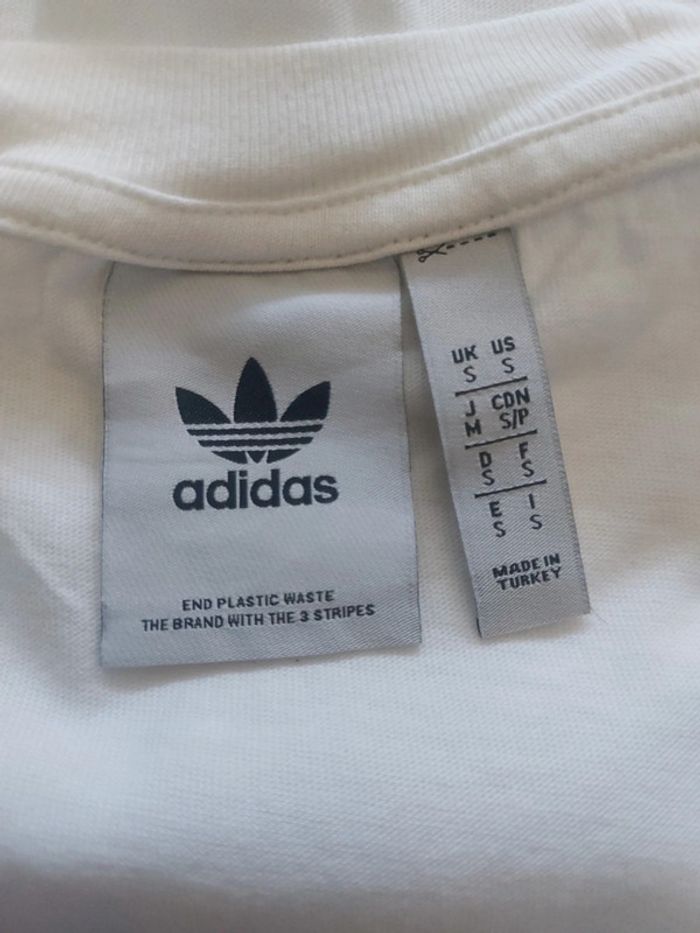 adidas
END PLASTIC WASTE
THE BRAND WITH THE 3 STRIPES
UK US
S S
J CDN
M S/P
D F
S S
E I
S S
MADE IN
TURKEY